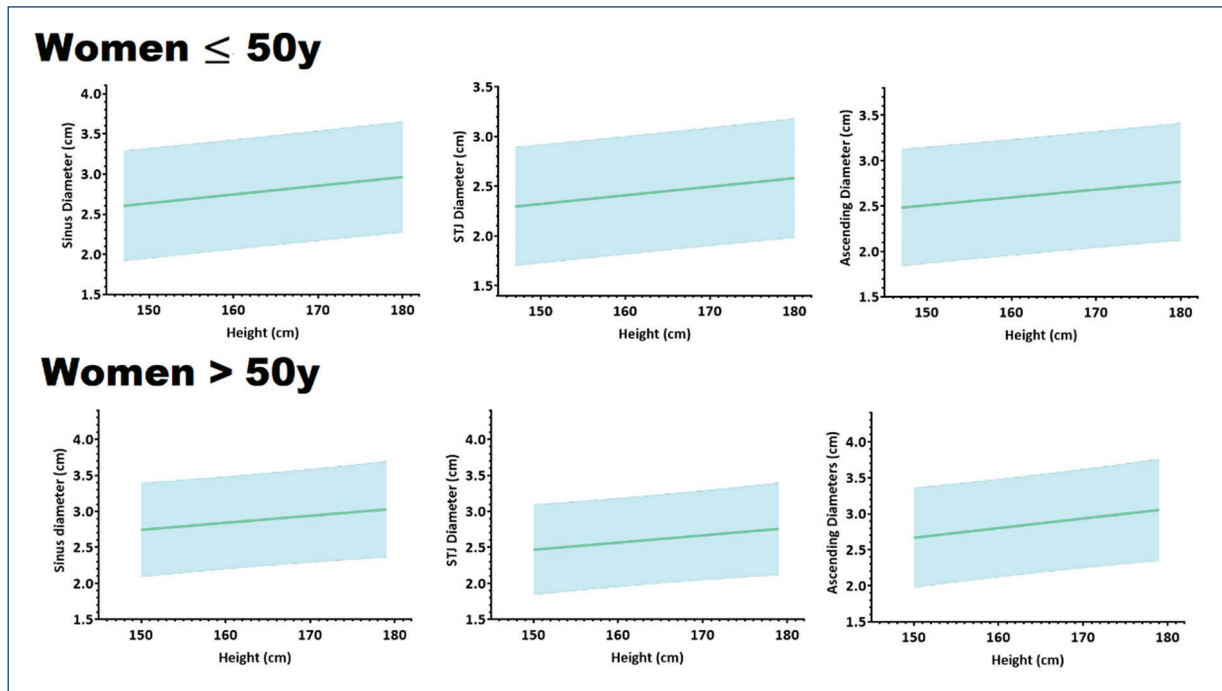 Women ≤ 50y
Sinus Diameter (cm)
4.0
3.5
3.0
2.5
2.0
1.5
150 160 170 180
Height (cm)
STJ Diameter (cm)
3.5
3.0
2.5
2.0
1.5
150 160 170 180
Height (cm)
Ascending Diameter (cm)
3.5
3.0
2.5
2.0
1.5
150 160 170 180
Height (cm)
Women > 50y
Sinus diameter (cm)
4.0
3.5
3.0
2.5
2.0
1.5
150 160 170 180
Height (cm)
STJ Diameter (cm)
4.0
3.5
3.0
2.5
2.0
1.5
150 160 170 180
Height (cm)
Ascending Diameters (cm)
4.0
3.5
3.0
2.5
2.0
1.5
150 160 170 180
Height (cm)